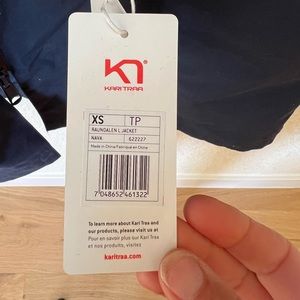 KARI TRAA
XS TP
RAUNDALEN L JACKET
NAVA 622227
Made in China/Fabriqué en Chine
7 048652 461322
To learn more about Kari Traa and
our products, please visit us at
Pour en savoir plus sur Kari Traa
et nos produits, visitez
karitraa.com